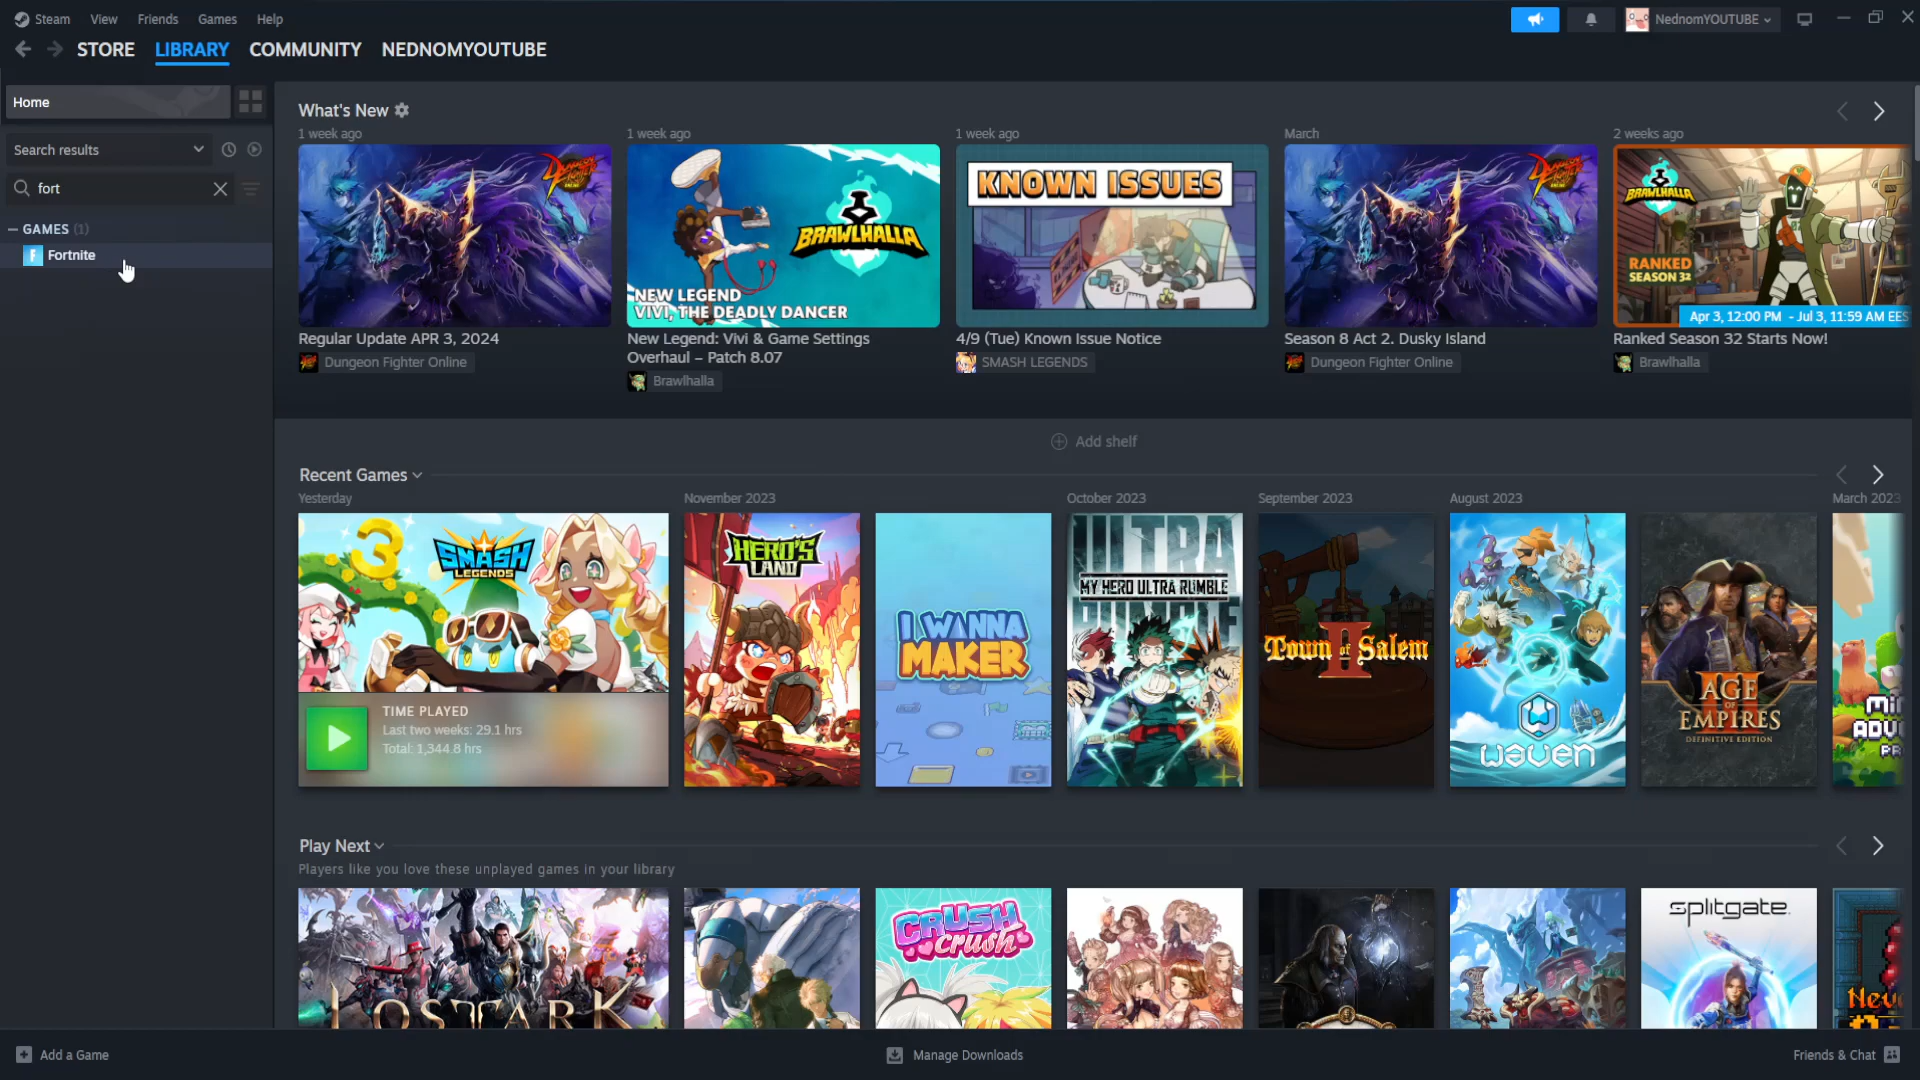 Steam View Friends Games Help
NednomYOUTUBE
STORE LIBRARY COMMUNITY NEDNOMYOUTUBE
Home
Search results
fort
GAMES (1)
Fortnite
What's New
1 week ago
1 week ago
1 week ago
March
2 weeks ago
BRAWLHALLA
NEW LEGEND
VIVI, THE DEADLY DANCER
KNOWN ISSUES
BRAWLHALLA
RANKED
SEASON 32
Apr 3, 12:00 PM - Jul 3, 11:59 AM EES
Regular Update APR 3, 2024
Dungeon Fighter Online
New Legend: Vivi & Game Settings
Overhaul – Patch 8.07
Brawlhalla
4/9 (Tue) Known Issue Notice
SMASH LEGENDS
Season 8 Act 2. Dusky Island
Dungeon Fighter Online
Ranked Season 32 Starts Now!
Brawlhalla
Add shelf
Recent Games
Yesterday
November 2023
October 2023
September 2023
August 2023
March 2023
3
SMASH
LEGENDS
TIME PLAYED
Last two weeks: 29.1 hrs
Total: 1,344.8 hrs
HERO'S
LAND
I WANNA
MAKER
ULTRA
MY HERO ULTRA RUMBLE
RUMBLE
Town of Salem
II
waven
AGE
OF
EMPIRES
III
DEFINITIVE EDITION
Play Next
Players like you love these unplayed games in your library
LOST ARK
CRUSH
CRUSH
splitgate
Add a Game
Manage Downloads
Friends & Chat